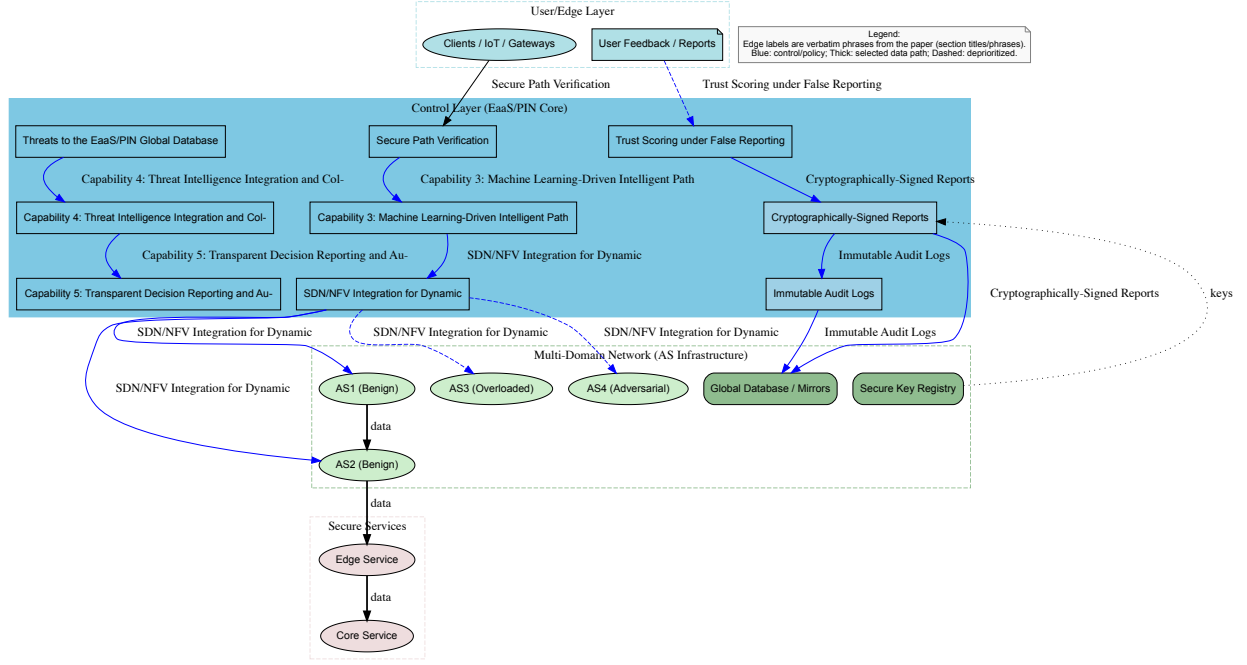 User/Edge Layer
Clients / IoT / Gateways
User Feedback / Reports
Legend:
Edge labels are verbatim phrases from the paper (section titles/phrases).
Blue: control/policy; Thick: selected data path; Dashed: deprioritized.
Secure Path Verification
Trust Scoring under False Reporting
Control Layer (EaaS/PIN Core)
Threats to the EaaS/PIN Global Database
Secure Path Verification
Trust Scoring under False Reporting
Capability 4: Threat Intelligence Integration and Col-
Capability 3: Machine Learning-Driven Intelligent Path
Cryptographically-Signed Reports
Capability 4: Threat Intelligence Integration and Col-
Capability 3: Machine Learning-Driven Intelligent Path
Cryptographically-Signed Reports
Capability 5: Transparent Decision Reporting and Au-
SDN/NFV Integration for Dynamic
Immutable Audit Logs
Capability 5: Transparent Decision Reporting and Au-
SDN/NFV Integration for Dynamic
Immutable Audit Logs
Cryptographically-Signed Reports
keys
SDN/NFV Integration for Dynamic
SDN/NFV Integration for Dynamic
SDN/NFV Integration for Dynamic
Immutable Audit Logs
Multi-Domain Network (AS Infrastructure)
SDN/NFV Integration for Dynamic
AS1 (Benign)
AS3 (Overloaded)
AS4 (Adversarial)
Global Database / Mirrors
Secure Key Registry
data
AS2 (Benign)
data
Secure Services
Edge Service
data
Core Service